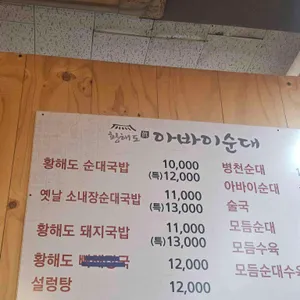 황해도 아바이순대
황해도 순대국밥 10,000
(특)12,000
옛날 소내장순대국밥 11,000
(특)13,000
황해도 돼지국밥 11,000
(특)13,000
황해도 12,000
설렁탕 12,000
병천순대
아바이순대
술국
모듬순대
모듬수육
모듬순대수육